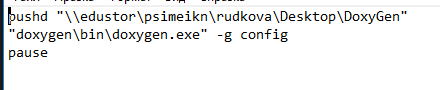 pushd "\\edustor\psimeikn\rudkova\Desktop\DoxyGen"
"doxygen\bin\doxygen.exe" -g config
pause